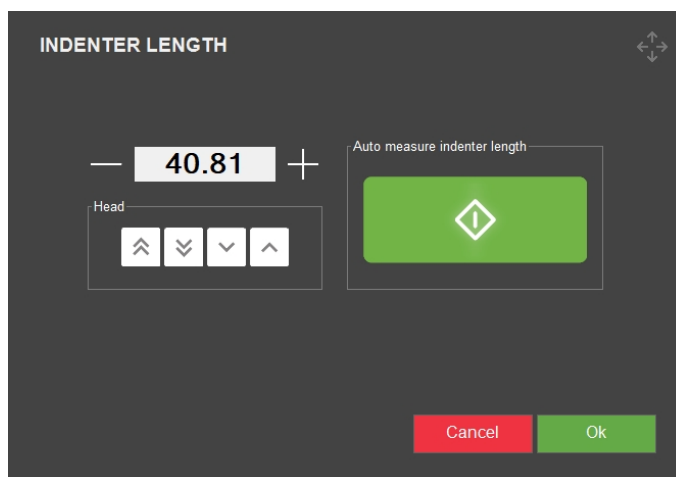 INDENTER LENGTH
40.81
Auto measure indenter length
Head
Cancel
Ok